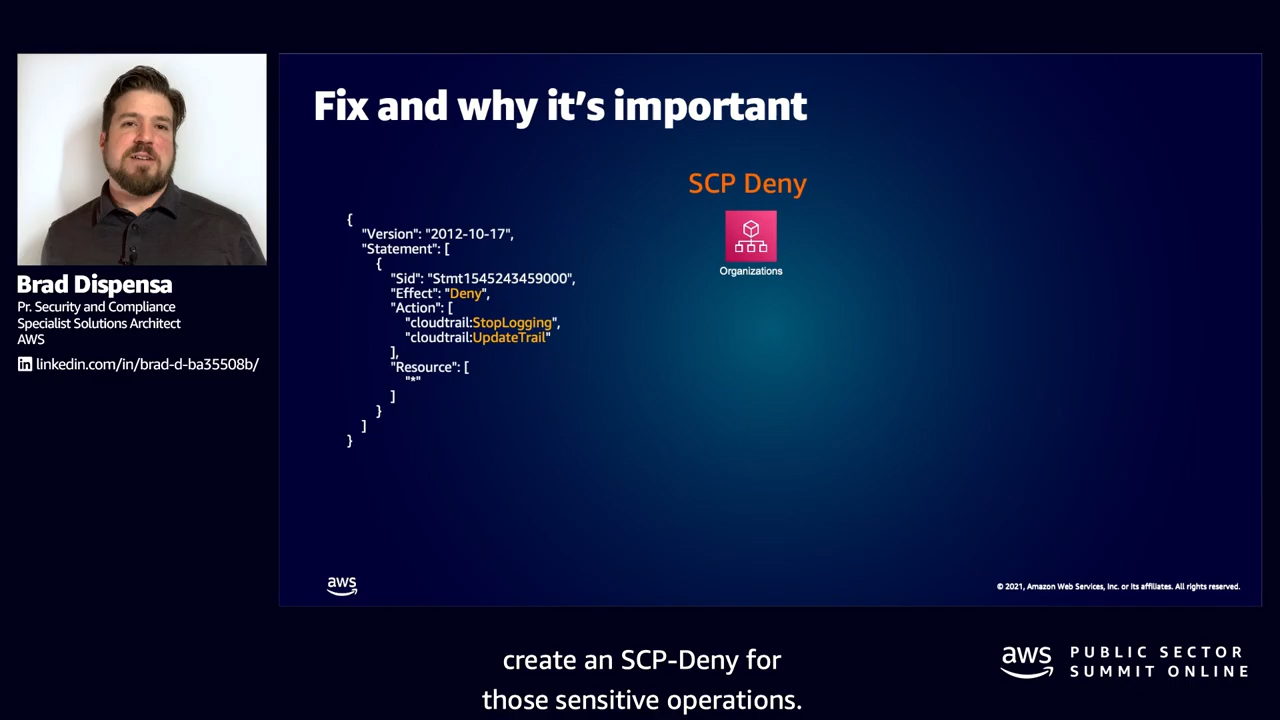 Fix and why it's important
SCP Deny
Organizations
{
"Version": "2012-10-17",
"Statement": [
{
"Sid": "Stmt1545243459000",
"Effect": "Deny",
"Action": [
"cloudtrail:StopLogging",
"cloudtrail:UpdateTrail"
],
"Resource": [
"*"
]
}
]
}
Brad Dispensa
Pr. Security and Compliance
Specialist Solutions Architect
AWS
in linkedin.com/in/brad-d-ba35508b/
aws
© 2021, Amazon Web Services, Inc. or its affiliates. All rights reserved.
create an SCP-Deny for
those sensitive operations.
aws
PUBLIC SECTOR
SUMMIT ONLINE